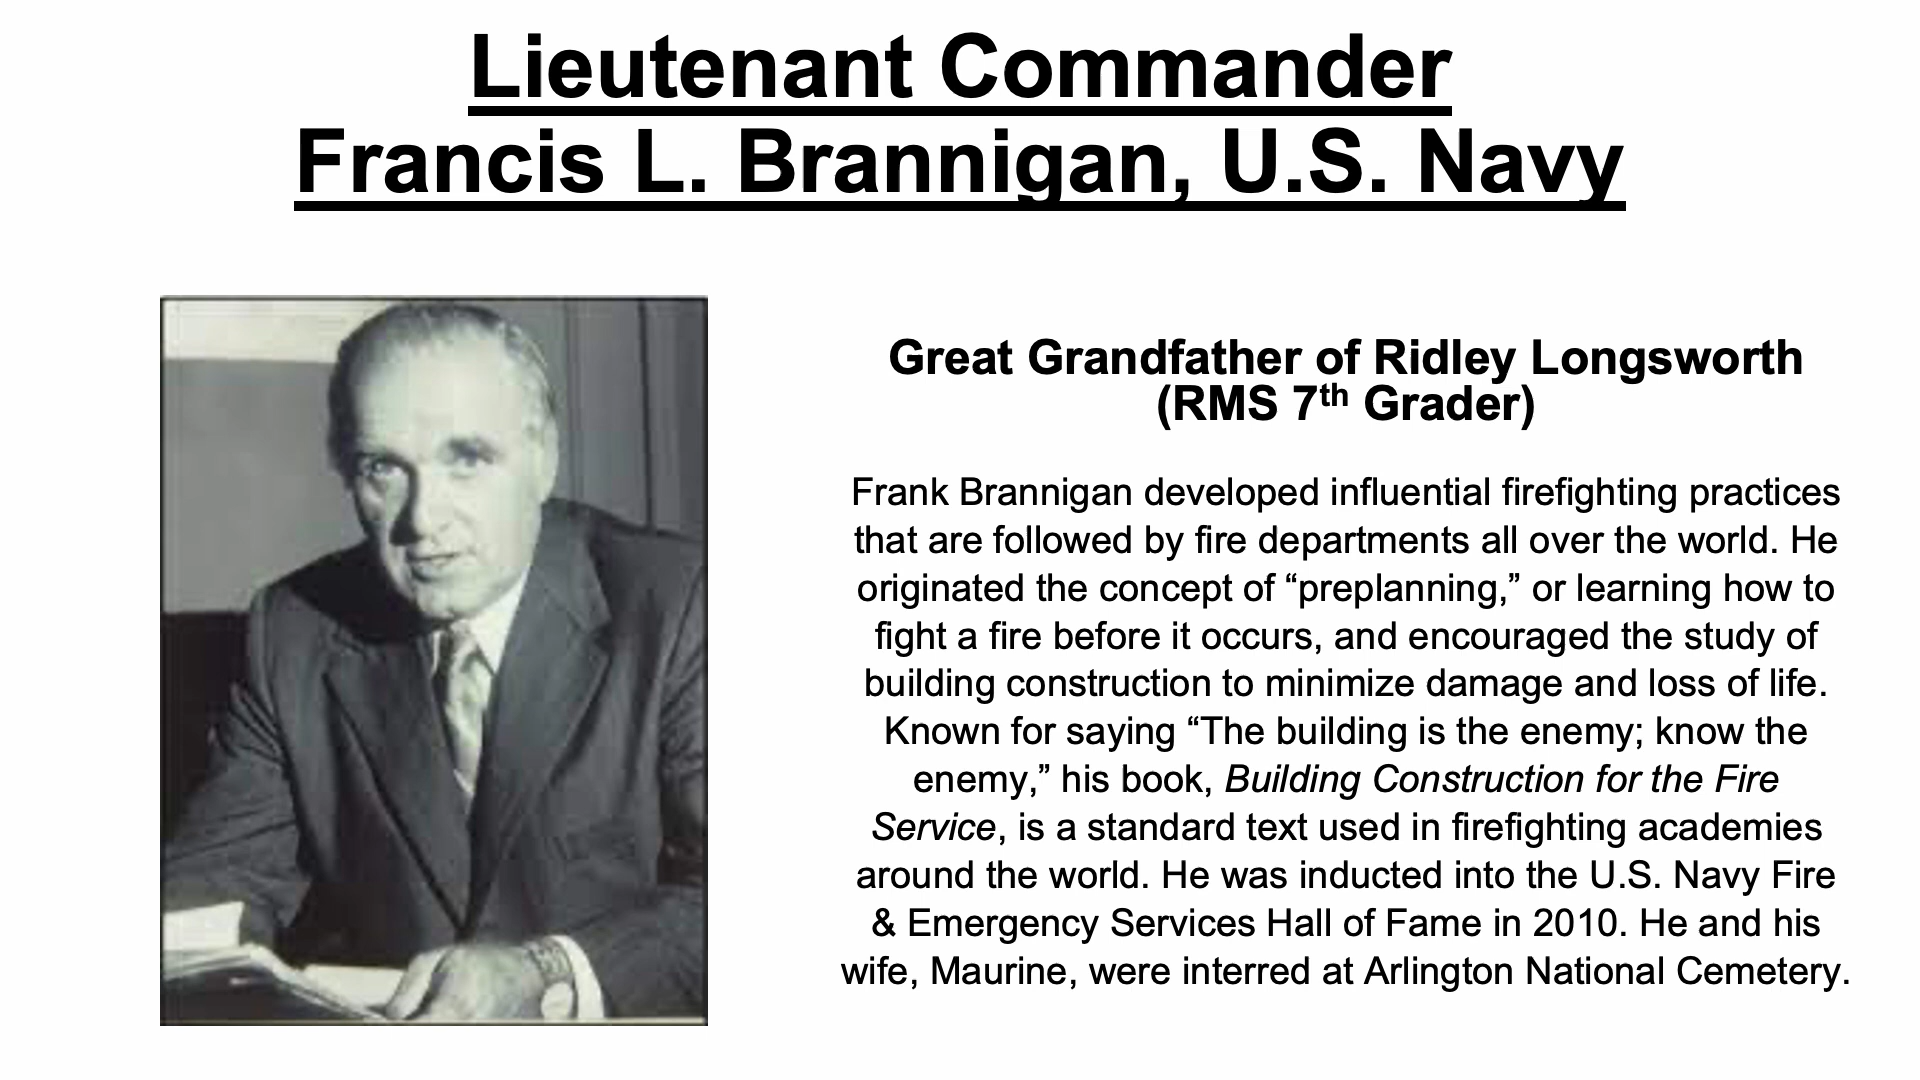 Lieutenant Commander
Francis L. Brannigan, U.S. Navy
Great Grandfather of Ridley Longsworth
(RMS 7th Grader)
Frank Brannigan developed influential firefighting practices
that are followed by fire departments all over the world. He
originated the concept of “preplanning,” or learning how to
fight a fire before it occurs, and encouraged the study of
building construction to minimize damage and loss of life.
Known for saying “The building is the enemy; know the
enemy,” his book, Building Construction for the Fire
Service, is a standard text used in firefighting academies
around the world. He was inducted into the U.S. Navy Fire
& Emergency Services Hall of Fame in 2010. He and his
wife, Maurine, were interred at Arlington National Cemetery.